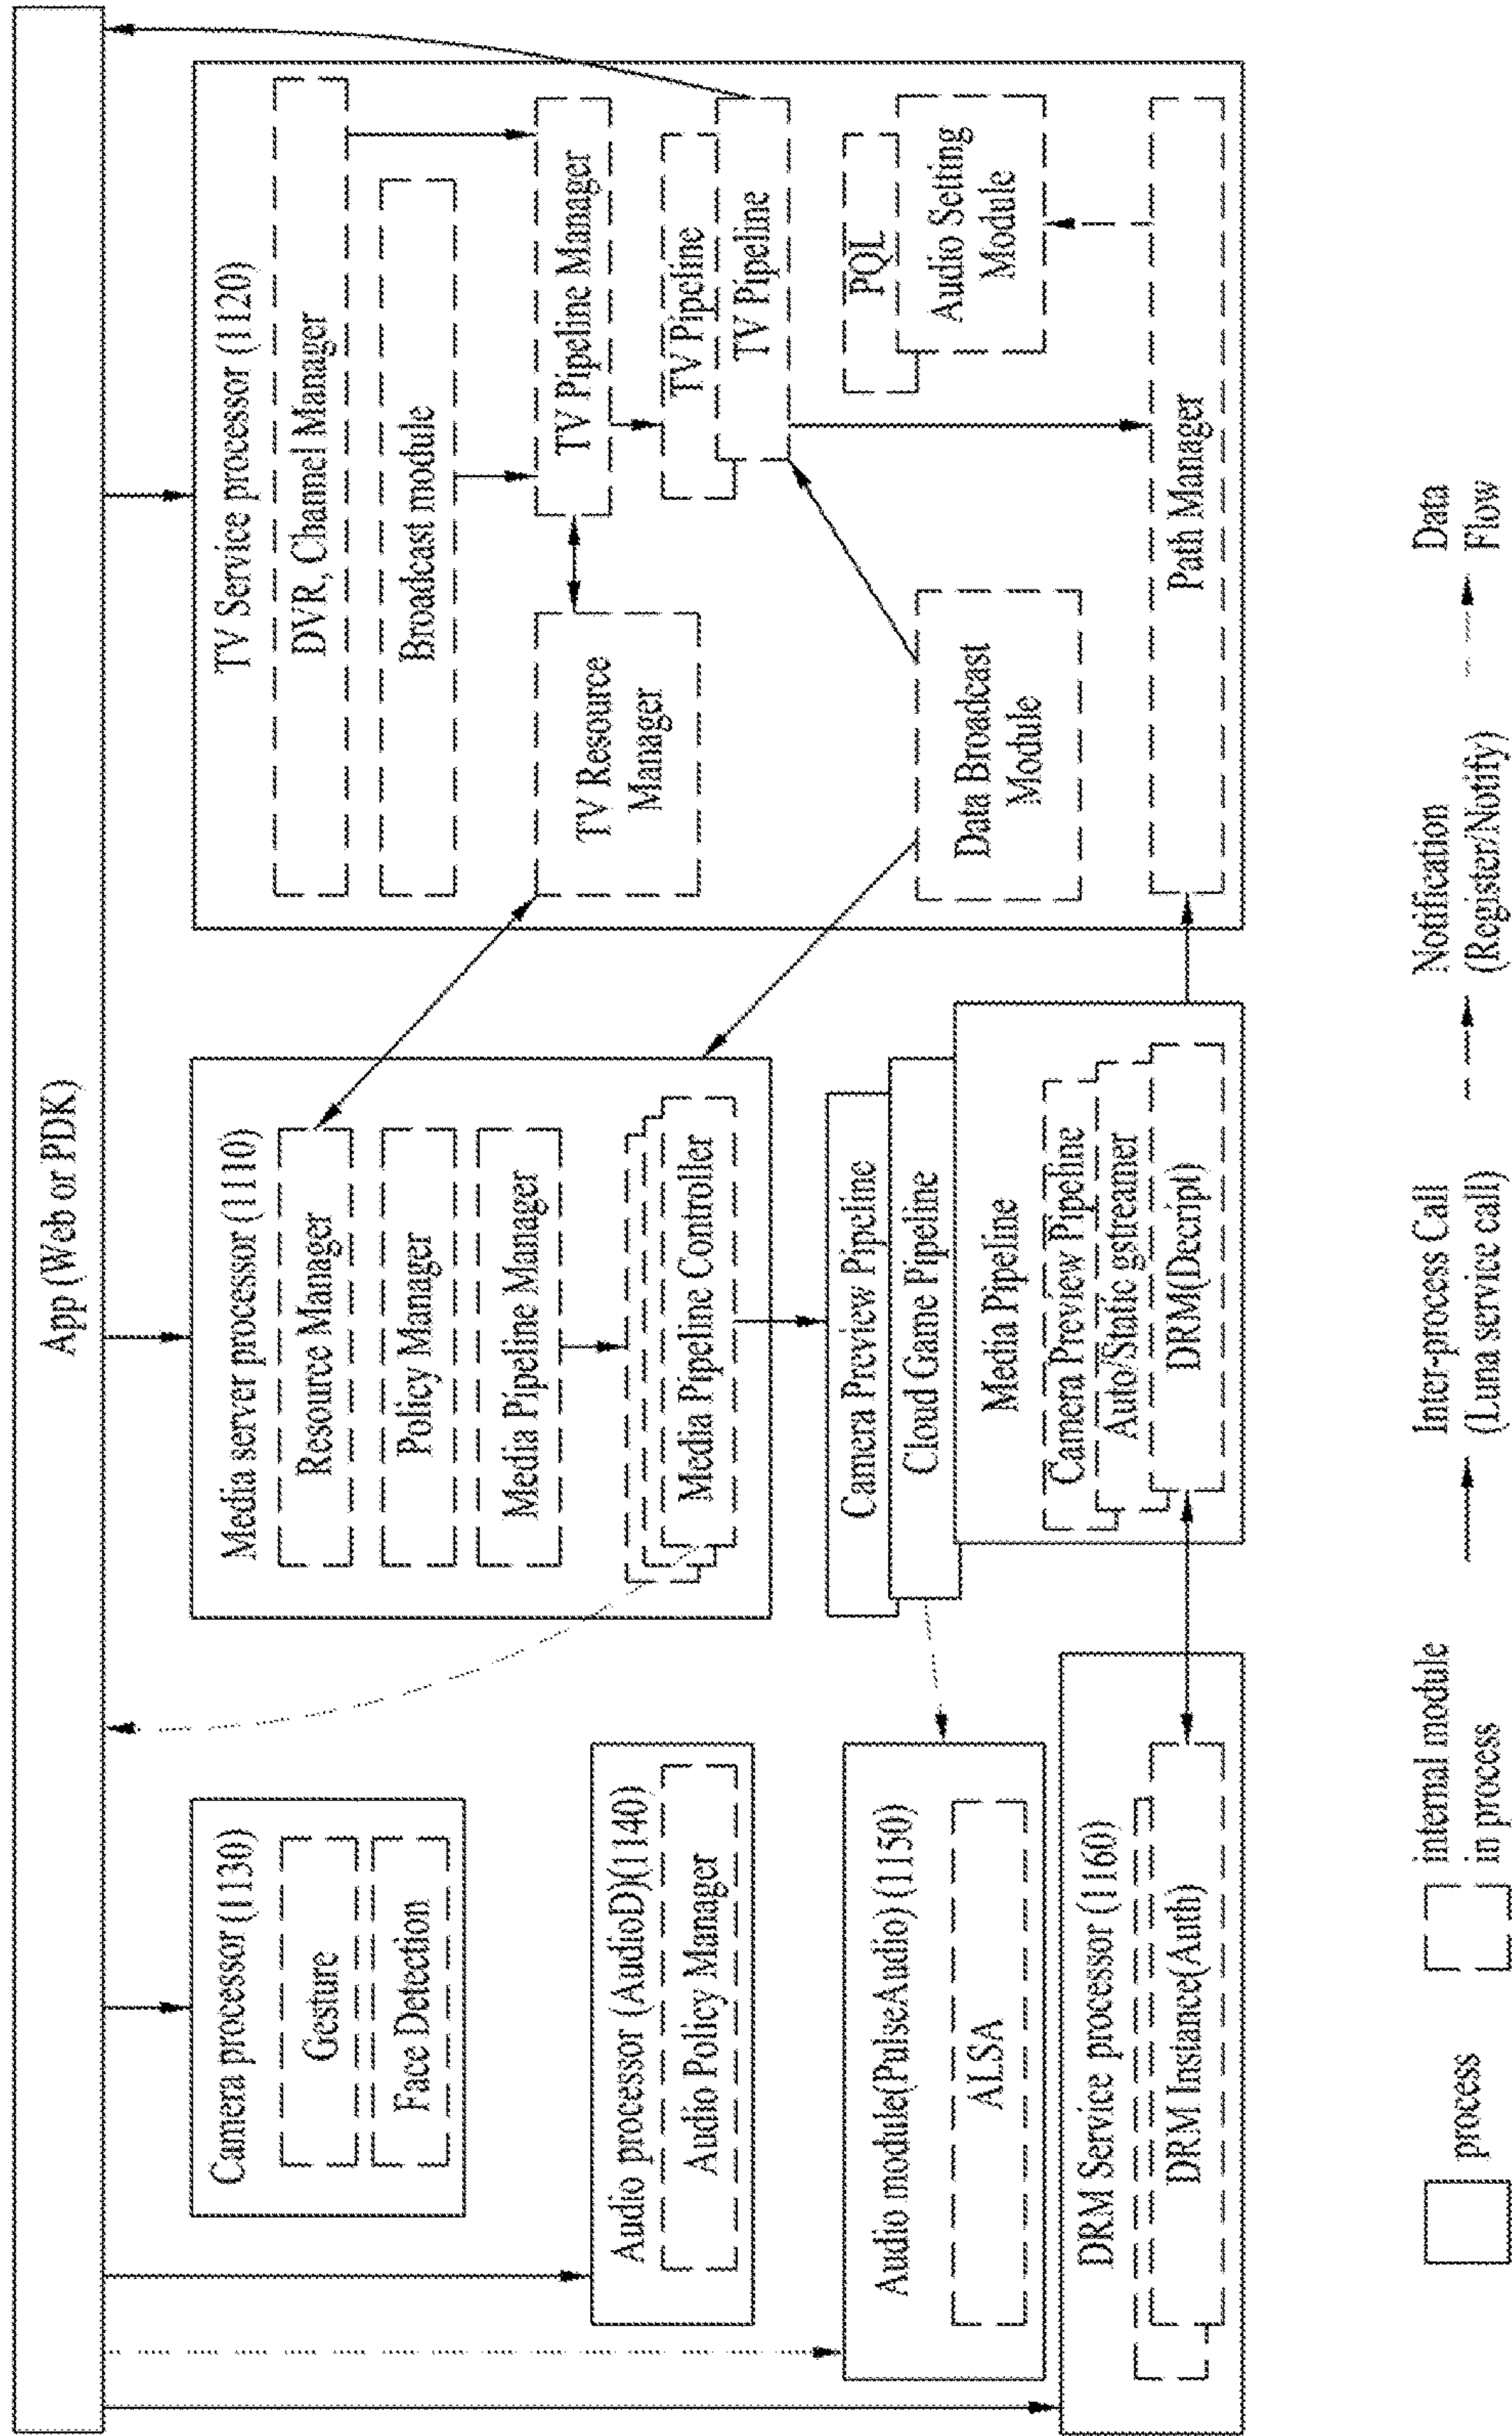 App (Web or PDK)
Camera processor (1130)
Gesture
Face Detection
Audio processor (AudioD)(1140)
Audio Policy Manager
Audio module(PulseAudio) (1150)
ALSA
DRM Service processor (1160)
DRM Instance(Auth)
Media server processor (1110)
Resource Manager
Policy Manager
Media Pipeline Manager
Media Pipeline Controller
Camera Preview Pipeline
Cloud Game Pipeline
Media Pipeline
Camera Preview Pipeline
Auto/Static gstreamer
DRM(Decript)
TV Service processor (1120)
DVR, Channel Manager
Broadcast module
TV Resource
Manager
TV Pipeline Manager
TV Pipeline
TV Pipeline
PQL
Audio Setting
Module
Data Broadcast
Module
Path Manager
process
internal module
in process
Inter-process Call
(Luna service call)
Notification
(Register/Notify)
Data
Flow